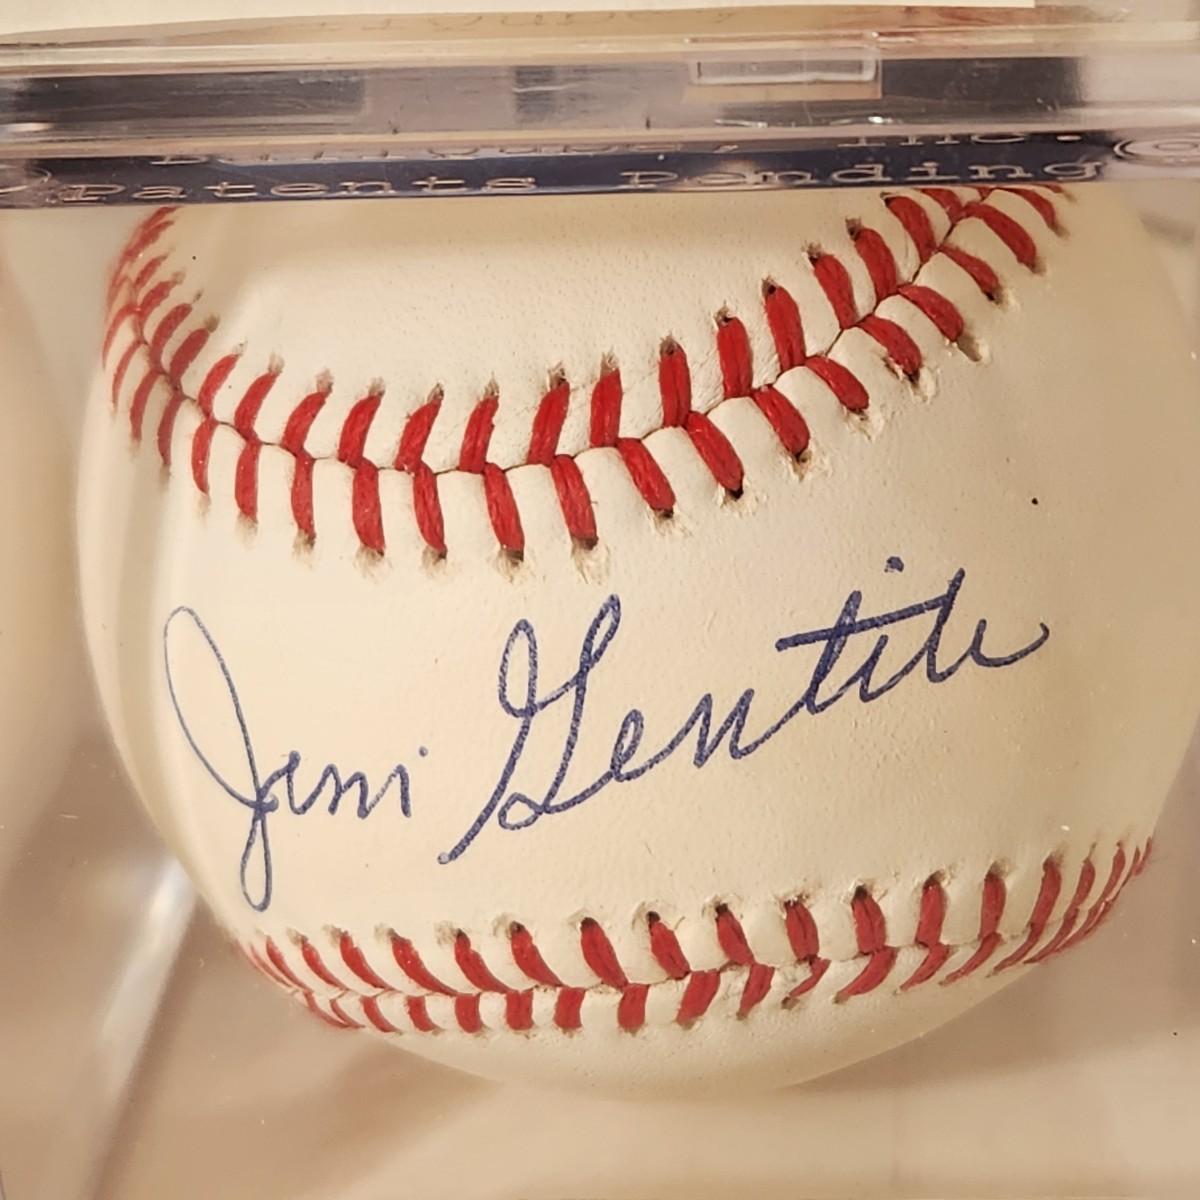 Patents Pending
Jim Gentile